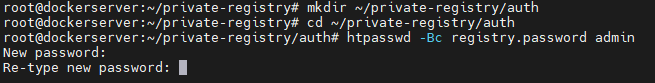 root@dockerserver:~/private-registry# mkdir ~/private-registry/auth
root@dockerserver:~/private-registry# cd ~/private-registry/auth
root@dockerserver:~/private-registry/auth# htpasswd -Bc registry.password admin
New password:
Re-type new password: